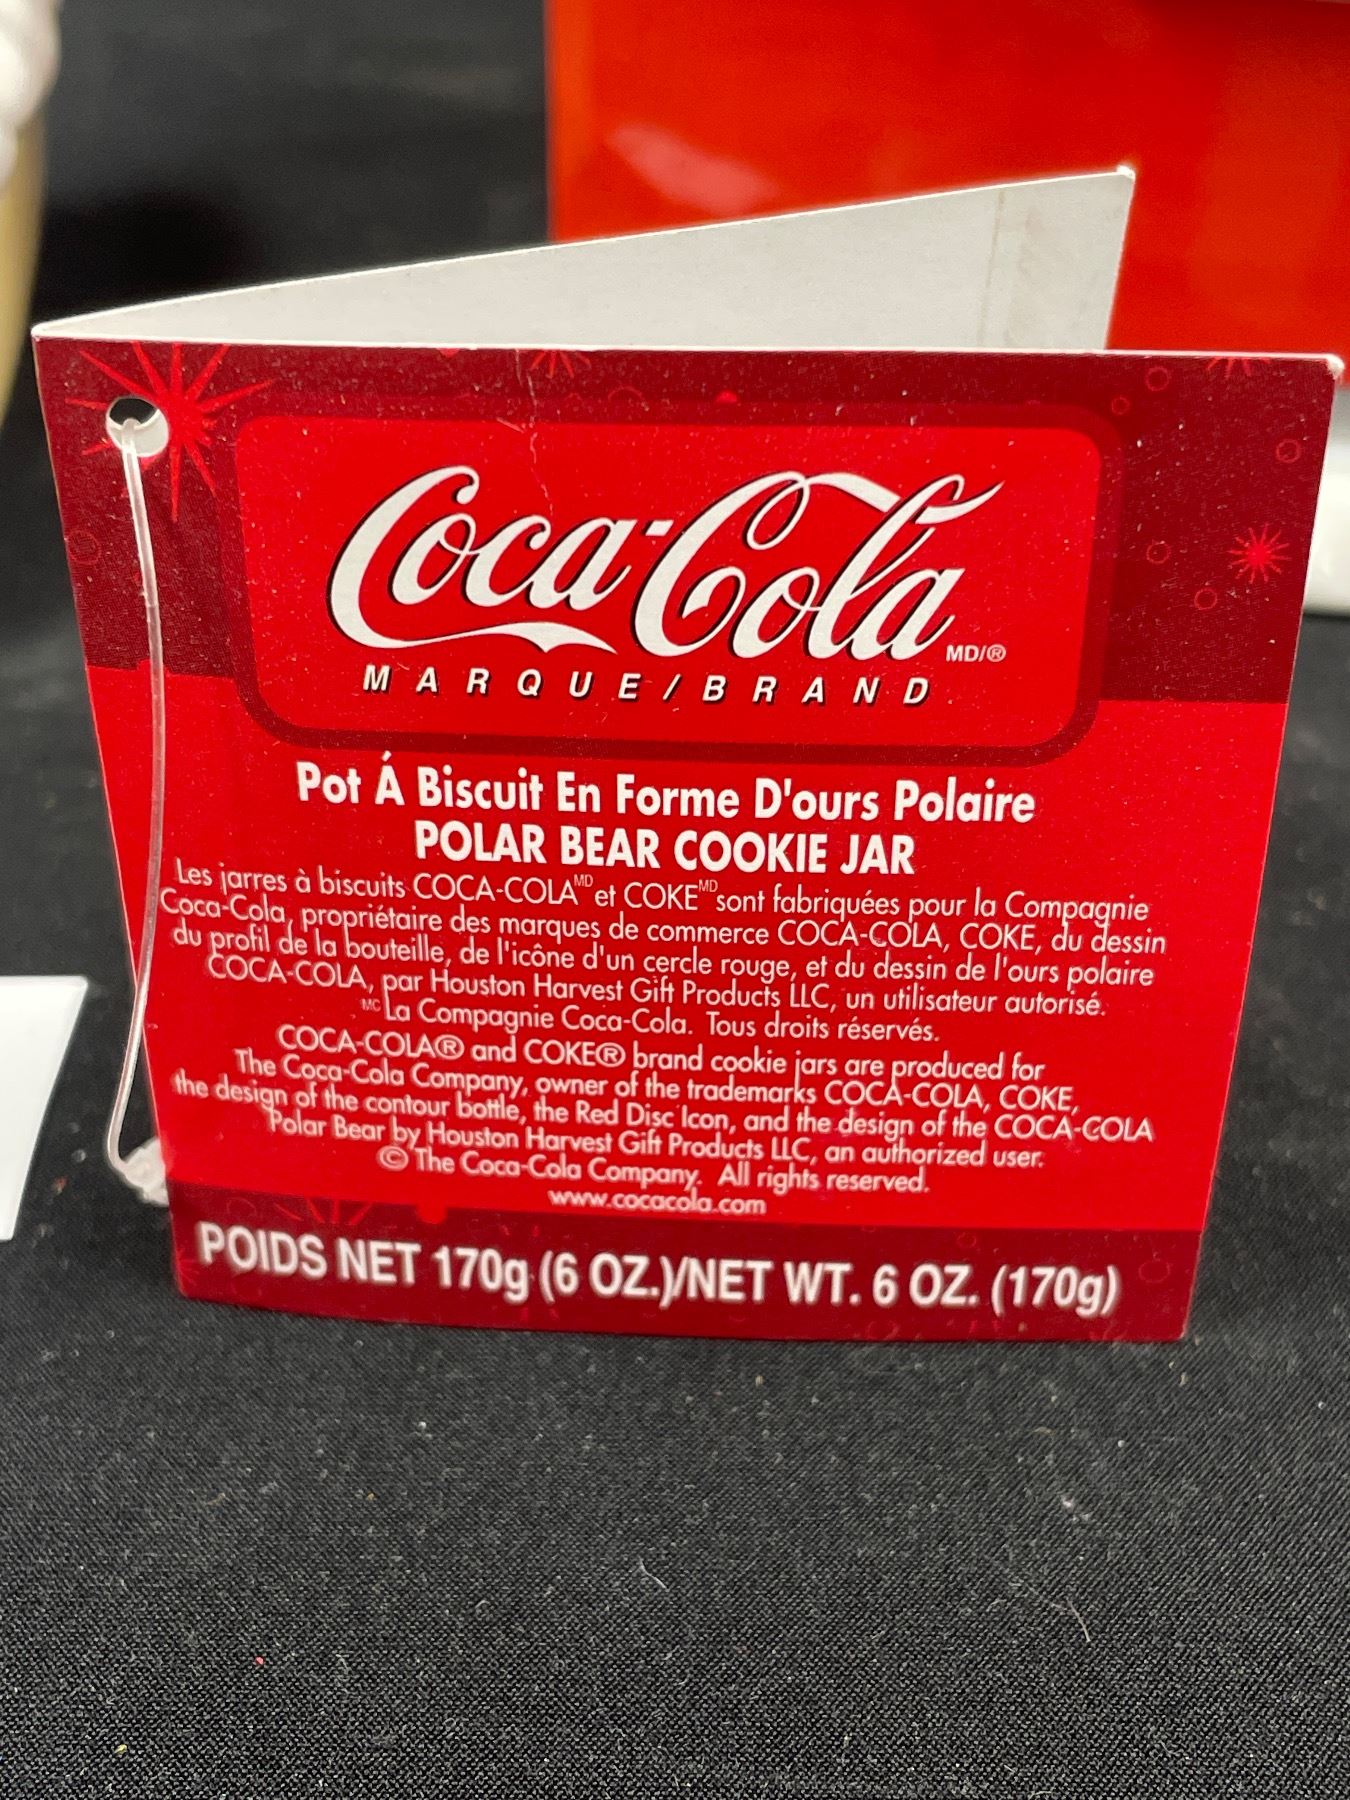 Coca-Cola MD/®
MARQUE/BRAND
Pot Á Biscuit En Forme D'ours Polaire
POLAR BEAR COOKIE JAR
Les jarres à biscuits COCA-COLA MD et COKE MD sont fabriquées pour la Compagnie
Coca-Cola, propriétaire des marques de commerce COCA-COLA, COKE, du dessin
du profil de la bouteille, de l'icône d'un cercle rouge, et du dessin de l'ours polaire
COCA-COLA, par Houston Harvest Gift Products LLC, un utilisateur autorisé.
MC La Compagnie Coca-Cola. Tous droits réservés.
COCA-COLA® and COKE® brand cookie jars are produced for
The Coca-Cola Company, owner of the trademarks COCA-COLA, COKE,
the design of the contour bottle, the Red Disc Icon, and the design of the COCA-COLA
Polar Bear by Houston Harvest Gift Products LLC, an authorized user.
© The Coca-Cola Company. All rights reserved.
www.cocacola.com
POIDS NET 170g (6 OZ.)/NET WT. 6 OZ. (170g)